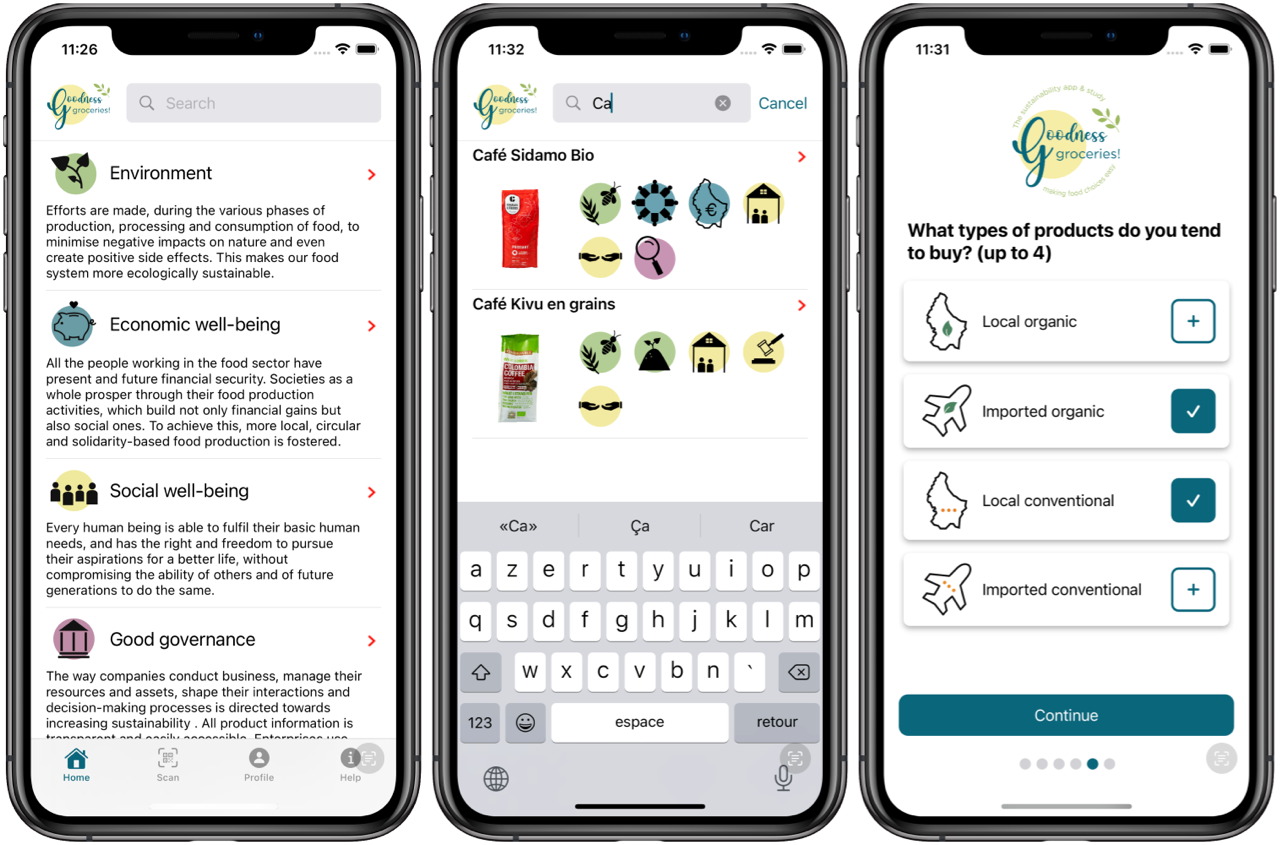 11:26
Goodness
groceries!
Search
Environment
Efforts are made, during the various phases of
production, processing and consumption of food, to
minimise negative impacts on nature and even
create positive side effects. This makes our food
system more ecologically sustainable.
Economic well-being
All the people working in the food sector have
present and future financial security. Societies as a
whole prosper through their food production
activities, which build not only financial gains but
also social ones. To achieve this, more local, circular
and solidarity-based food production is fostered.
Social well-being
Every human being is able to fulfil their basic human
needs, and has the right and freedom to pursue
their aspirations for a better life, without
compromising the ability of others and of future
generations to do the same.
Good governance
The way companies conduct business, manage their
resources and assets, shape their interactions and
decision-making processes is directed towards
increasing sustainability . All product information is
transparent and easily accessible. Enterprises use
Home
Scan
Profile
Help
11:32
Goodness
groceries!
Ca
Cancel
Café Sidamo Bio
€
Café Kivu en grains
COLOMBIA
COFFEE
«Ca»
Ça
Car
a z e r t y u i o p
q s d f g h j k l m
w x c v b n `
123
espace
retour
11:31
The sustainability app & study
Goodness
groceries!
making food choices easy
What types of products do you tend
to buy? (up to 4)
Local organic
+
Imported organic
Local conventional
Imported conventional
+
Continue